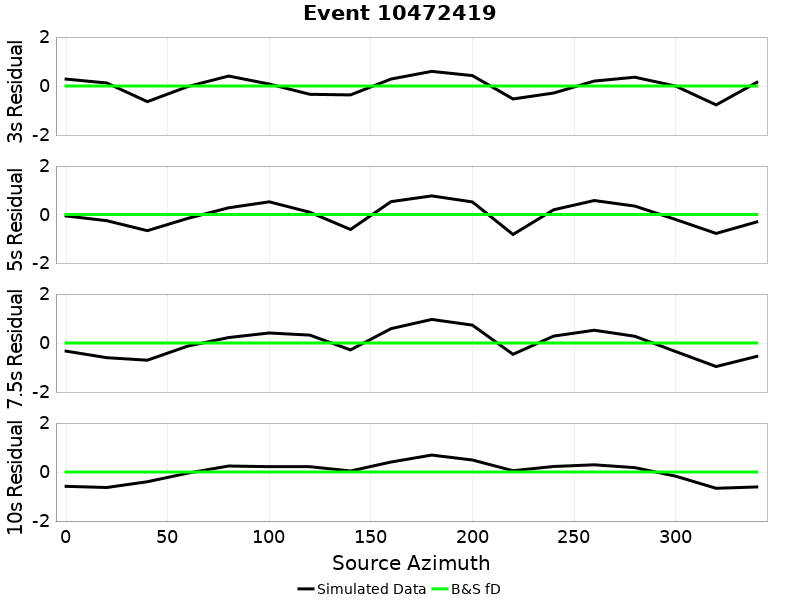 Event 10472419
3s Residual
2
0
-2
5s Residual
2
0
-2
7.5s Residual
2
0
-2
10s Residual
2
0
-2
0 50 100 150 200 250 300
Source Azimuth
Simulated Data B&S fD